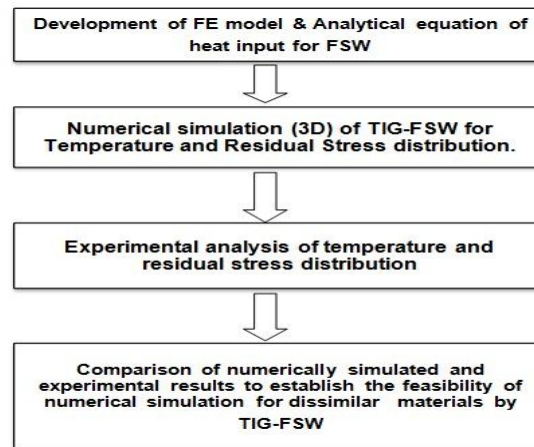 Development of FE model & Analytical equation of
heat input for FSW
Numerical simulation (3D) of TIG-FSW for
Temperature and Residual Stress distribution.
Experimental analysis of temperature and
residual stress distribution
Comparison of numerically simulated and
experimental results to establish the feasibility of
numerical simulation for dissimilar materials by
TIG-FSW